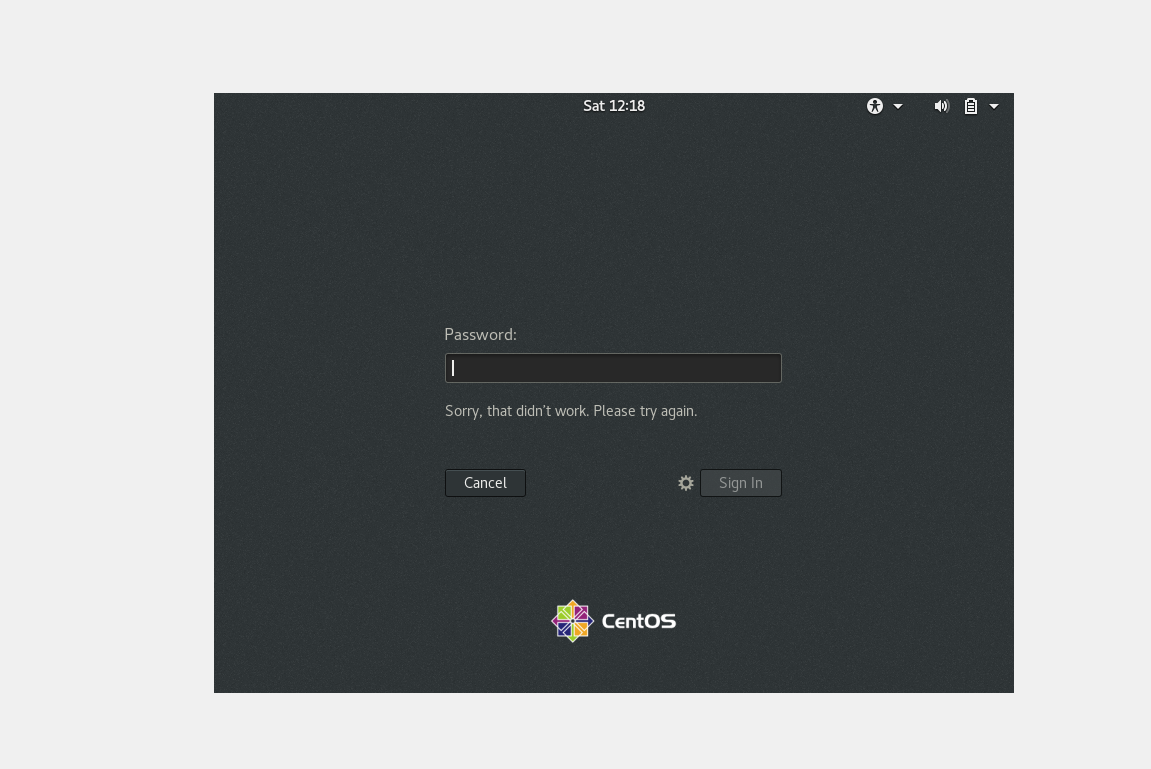 Sat 12:18
Password:
Sorry, that didn't work. Please try again.
Cancel
Sign In
CentOS